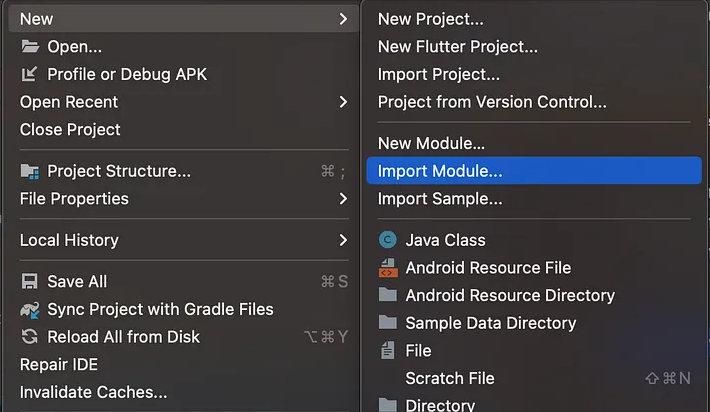 New
Open...
Profile or Debug APK
Open Recent
Close Project
Project Structure... ⌘ ;
File Properties
Local History
Save All ⌘ S
Sync Project with Gradle Files
Reload All from Disk ⌥ ⌘ Y
Repair IDE
Invalidate Caches...
New Project...
New Flutter Project...
Import Project...
Project from Version Control...
New Module...
Import Module...
Import Sample...
Java Class
Android Resource File
Android Resource Directory
Sample Data Directory
File
Scratch File ⇧ ⌘ N
Directory